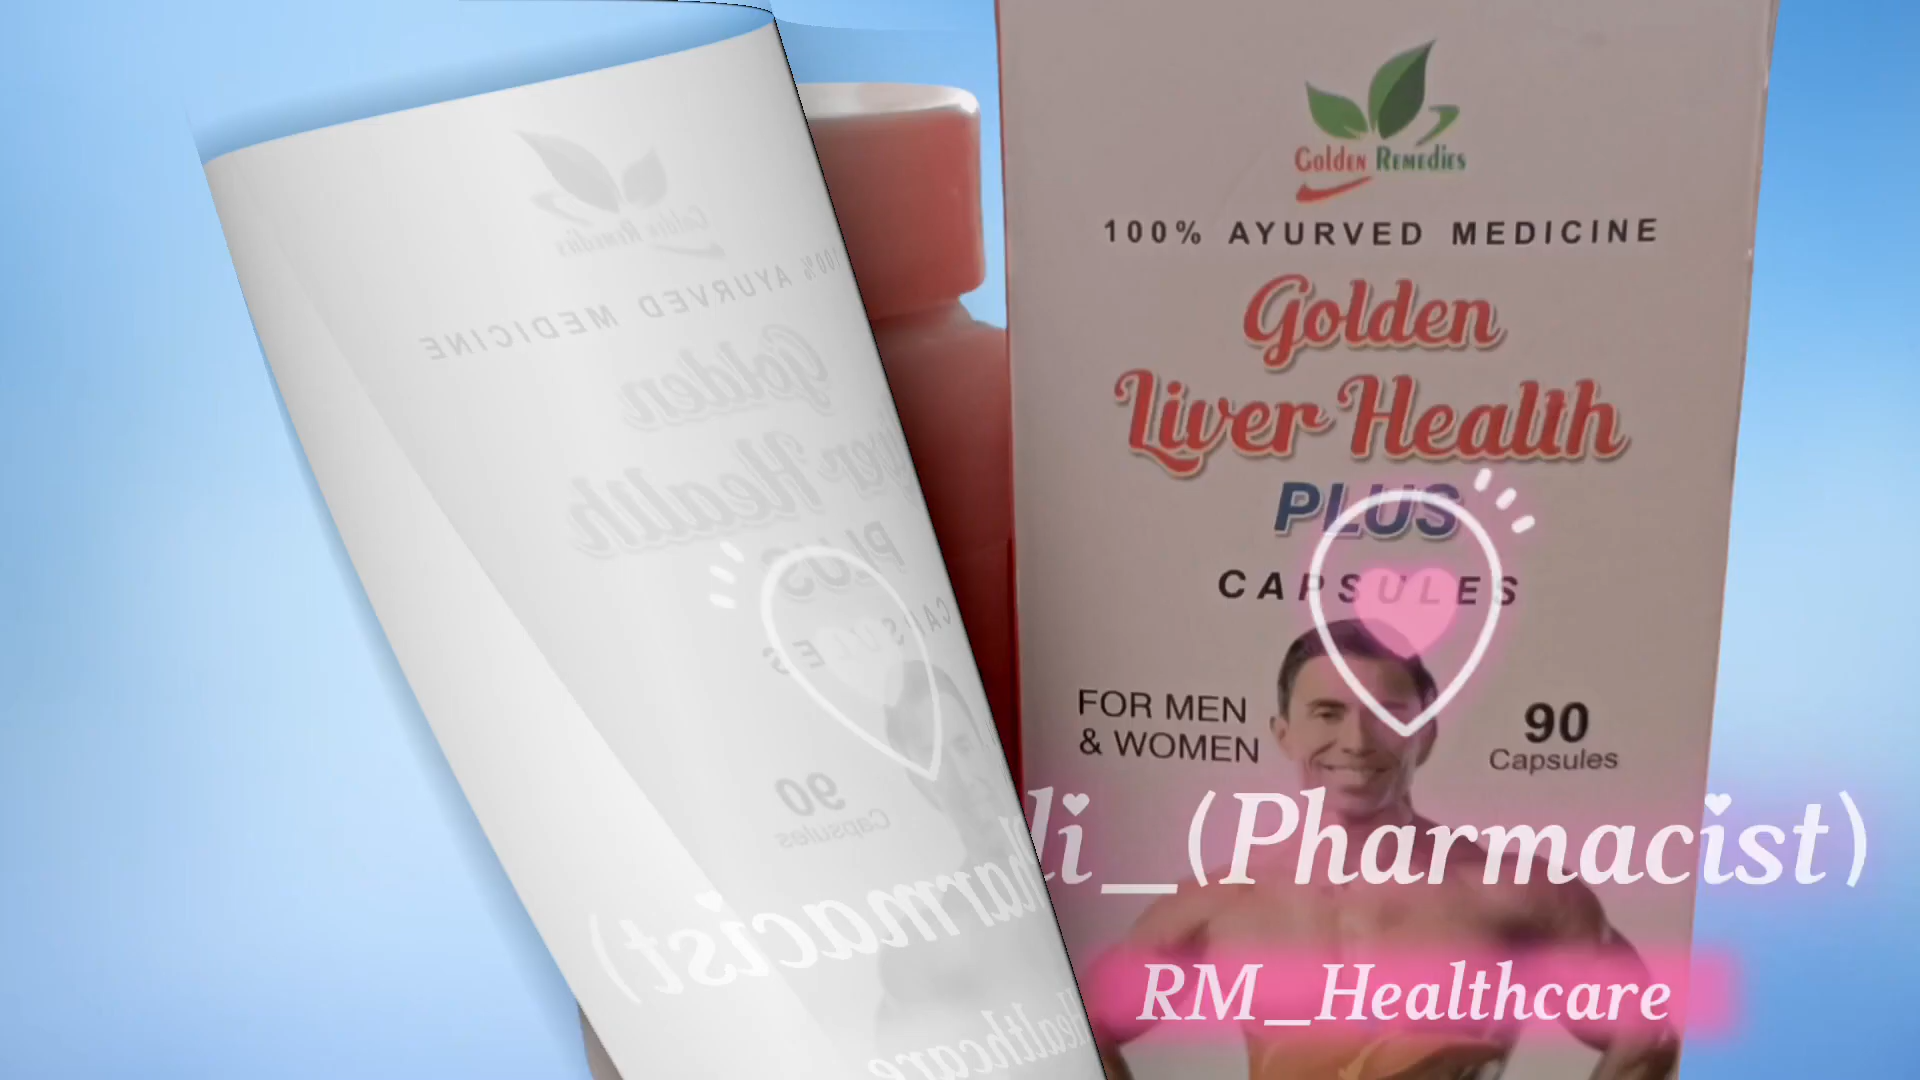 Golden Remedies
100% AYURVED MEDICINE
Golden
Liver Health
PLUS
CAPSULES
FOR MEN
& WOMEN
90
Capsules
(Pharmacist)
RM_Healthcare